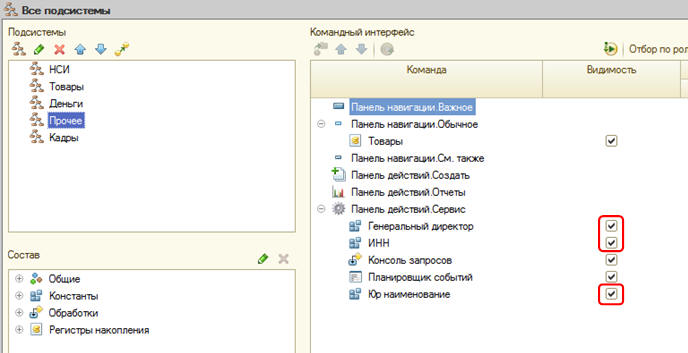 Все подсистемы
Подсистемы
НСИ
Товары
Деньги
Прочее
Кадры
Состав
Общие
Константы
Обработки
Регистры накопления
Командный интерфейс
Отбор по рол
Команда Видимость
Панель навигации.Важное
Панель навигации.Обычное
Товары
Панель навигации.См. также
Панель действий.Создать
Панель действий.Отчеты
Панель действий.Сервис
Генеральный директор
ИНН
Консоль запросов
Планировщик событий
Юр наименование